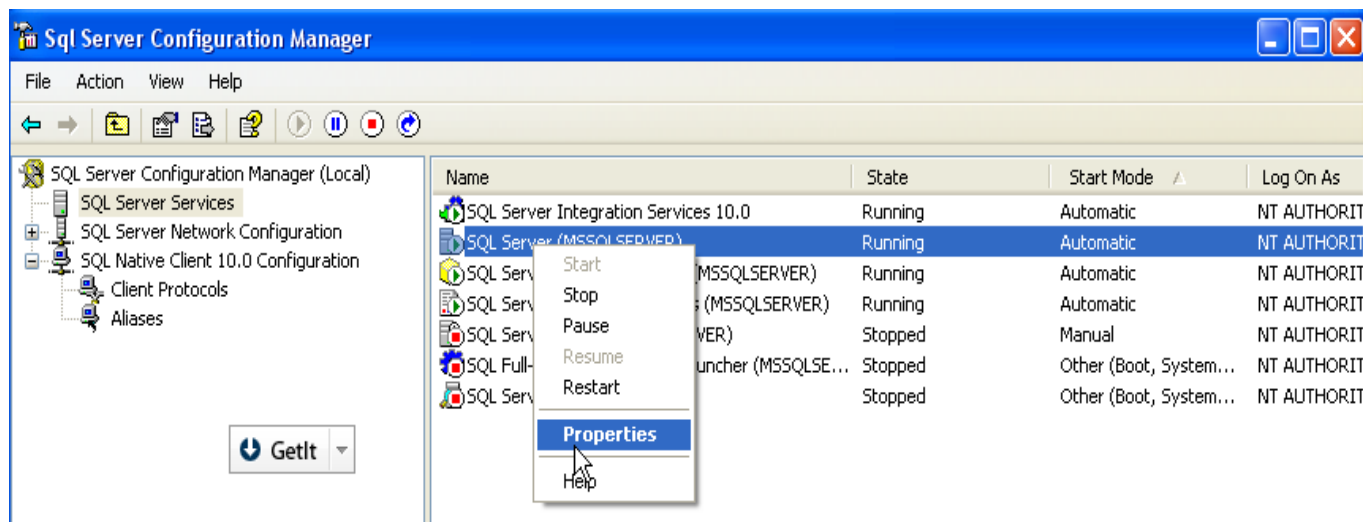 Sql Server Configuration Manager
File Action View Help
SQL Server Configuration Manager (Local)
SQL Server Services
SQL Server Network Configuration
SQL Native Client 10.0 Configuration
Client Protocols
Aliases
GetIt
Name State Start Mode Log On As
SQL Server Integration Services 10.0 Running Automatic NT AUTHORIT
SQL Server (MSSQLSERVER) Running Automatic NT AUTHORIT
SQL Serv (MSSQLSERVER) Running Automatic NT AUTHORIT
SQL Serv (MSSQLSERVER) Running Automatic NT AUTHORIT
SQL Serv VER) Stopped Manual NT AUTHORIT
SQL Full- uncher (MSSQLSE... Stopped Other (Boot, System... NT AUTHORIT
SQL Serv Stopped Other (Boot, System... NT AUTHORIT
Start
Stop
Pause
Resume
Restart
Properties
Help